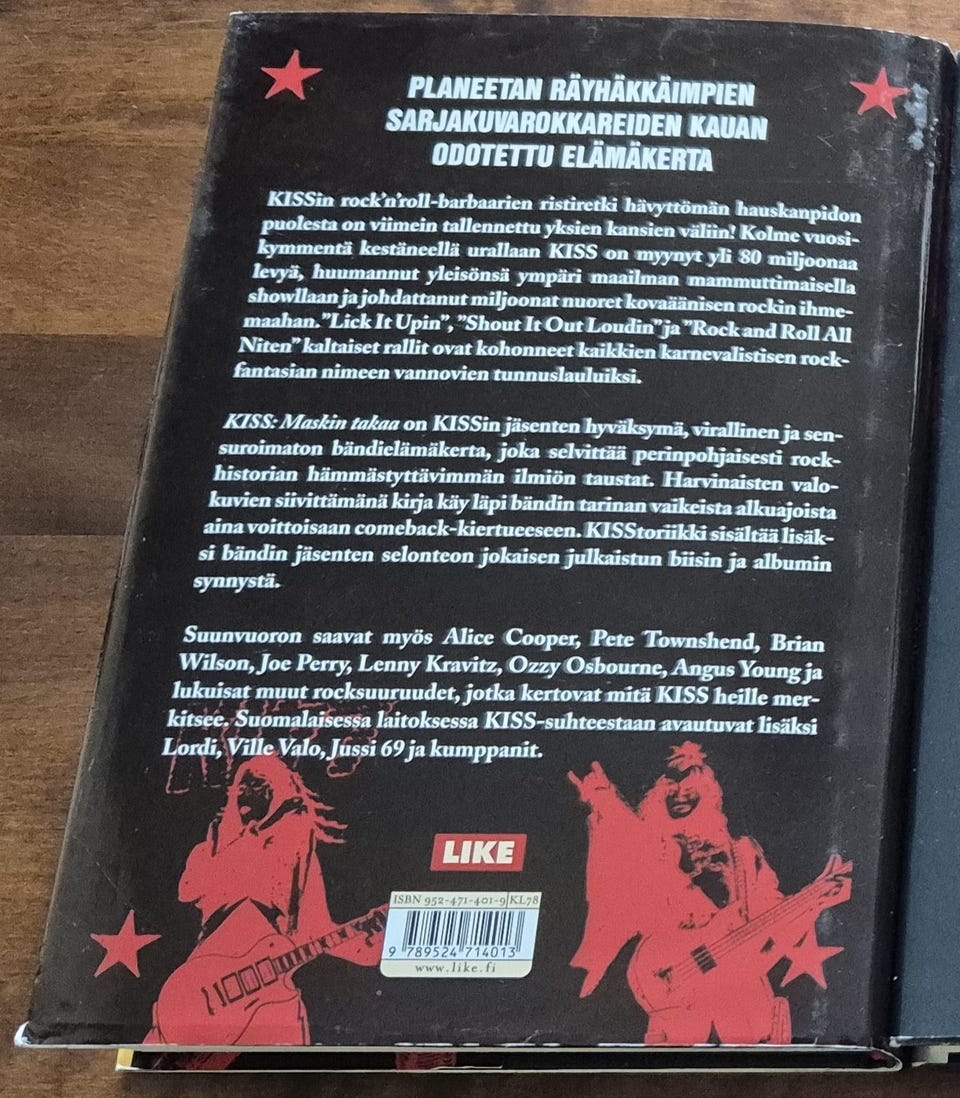 PLANEETAN RÄYHÄKKÄIMPIEN
SARJAKUVAROKKAREIDEN KAUAN
ODOTETTU ELÄMÄKERTA
KISSin rock'n'roll-barbaarien ristiretki hävyttömän hauskanpidon
puolesta on viimein tallennettu yksien kansien väliin! Kolme vuosi-
kymmentä kestäneellä urallaan KISS on myynyt yli 80 miljoonaa
levyä, huumannut yleisönsä ympäri maailman mammuttimaisella
showllaan ja johdattanut miljoonat nuoret kovaäänisen rockin ihme-
maahan. ”Lick It Upin”, ”Shout It Out Loudin” ja ”Rock and Roll All
Niten” kaltaiset rallit ovat kohonneet kaikkien karnevalistisen rock-
fantasian nimeen vannovien tunnuslauluiksi.
KISS: Maskin takaa on KISSin jäsenten hyväksymä, virallinen ja sen-
suroimaton bändielämäkerta, joka selvittää perinpohjaisesti rock-
historian hämmästyttävimmän ilmiön taustat. Harvinaisten valo-
kuvien siivittämänä kirja käy läpi bändin tarinan vaikeista alkuajoista
aina voittoisaan comeback-kiertueeseen. KISStoriikki sisältää lisäk-
si bändin jäsenten selonteon jokaisen julkaistun biisin ja albumin
synnystä.
Suunvuoron saavat myös Alice Cooper, Pete Townshend, Brian
Wilson, Joe Perry, Lenny Kravitz, Ozzy Osbourne, Angus Young ja
lukuisat muut rocksuuruudet, jotka kertovat mitä KISS heille mer-
kitsee. Suomalaisessa laitoksessa KISS-suhteestaan avautuvat lisäksi
Lordi, Ville Valo, Jussi 69 ja kumppanit.
LIKE
ISBN 952-471-401-9 KL78
9 789524 714013
www.like.fi